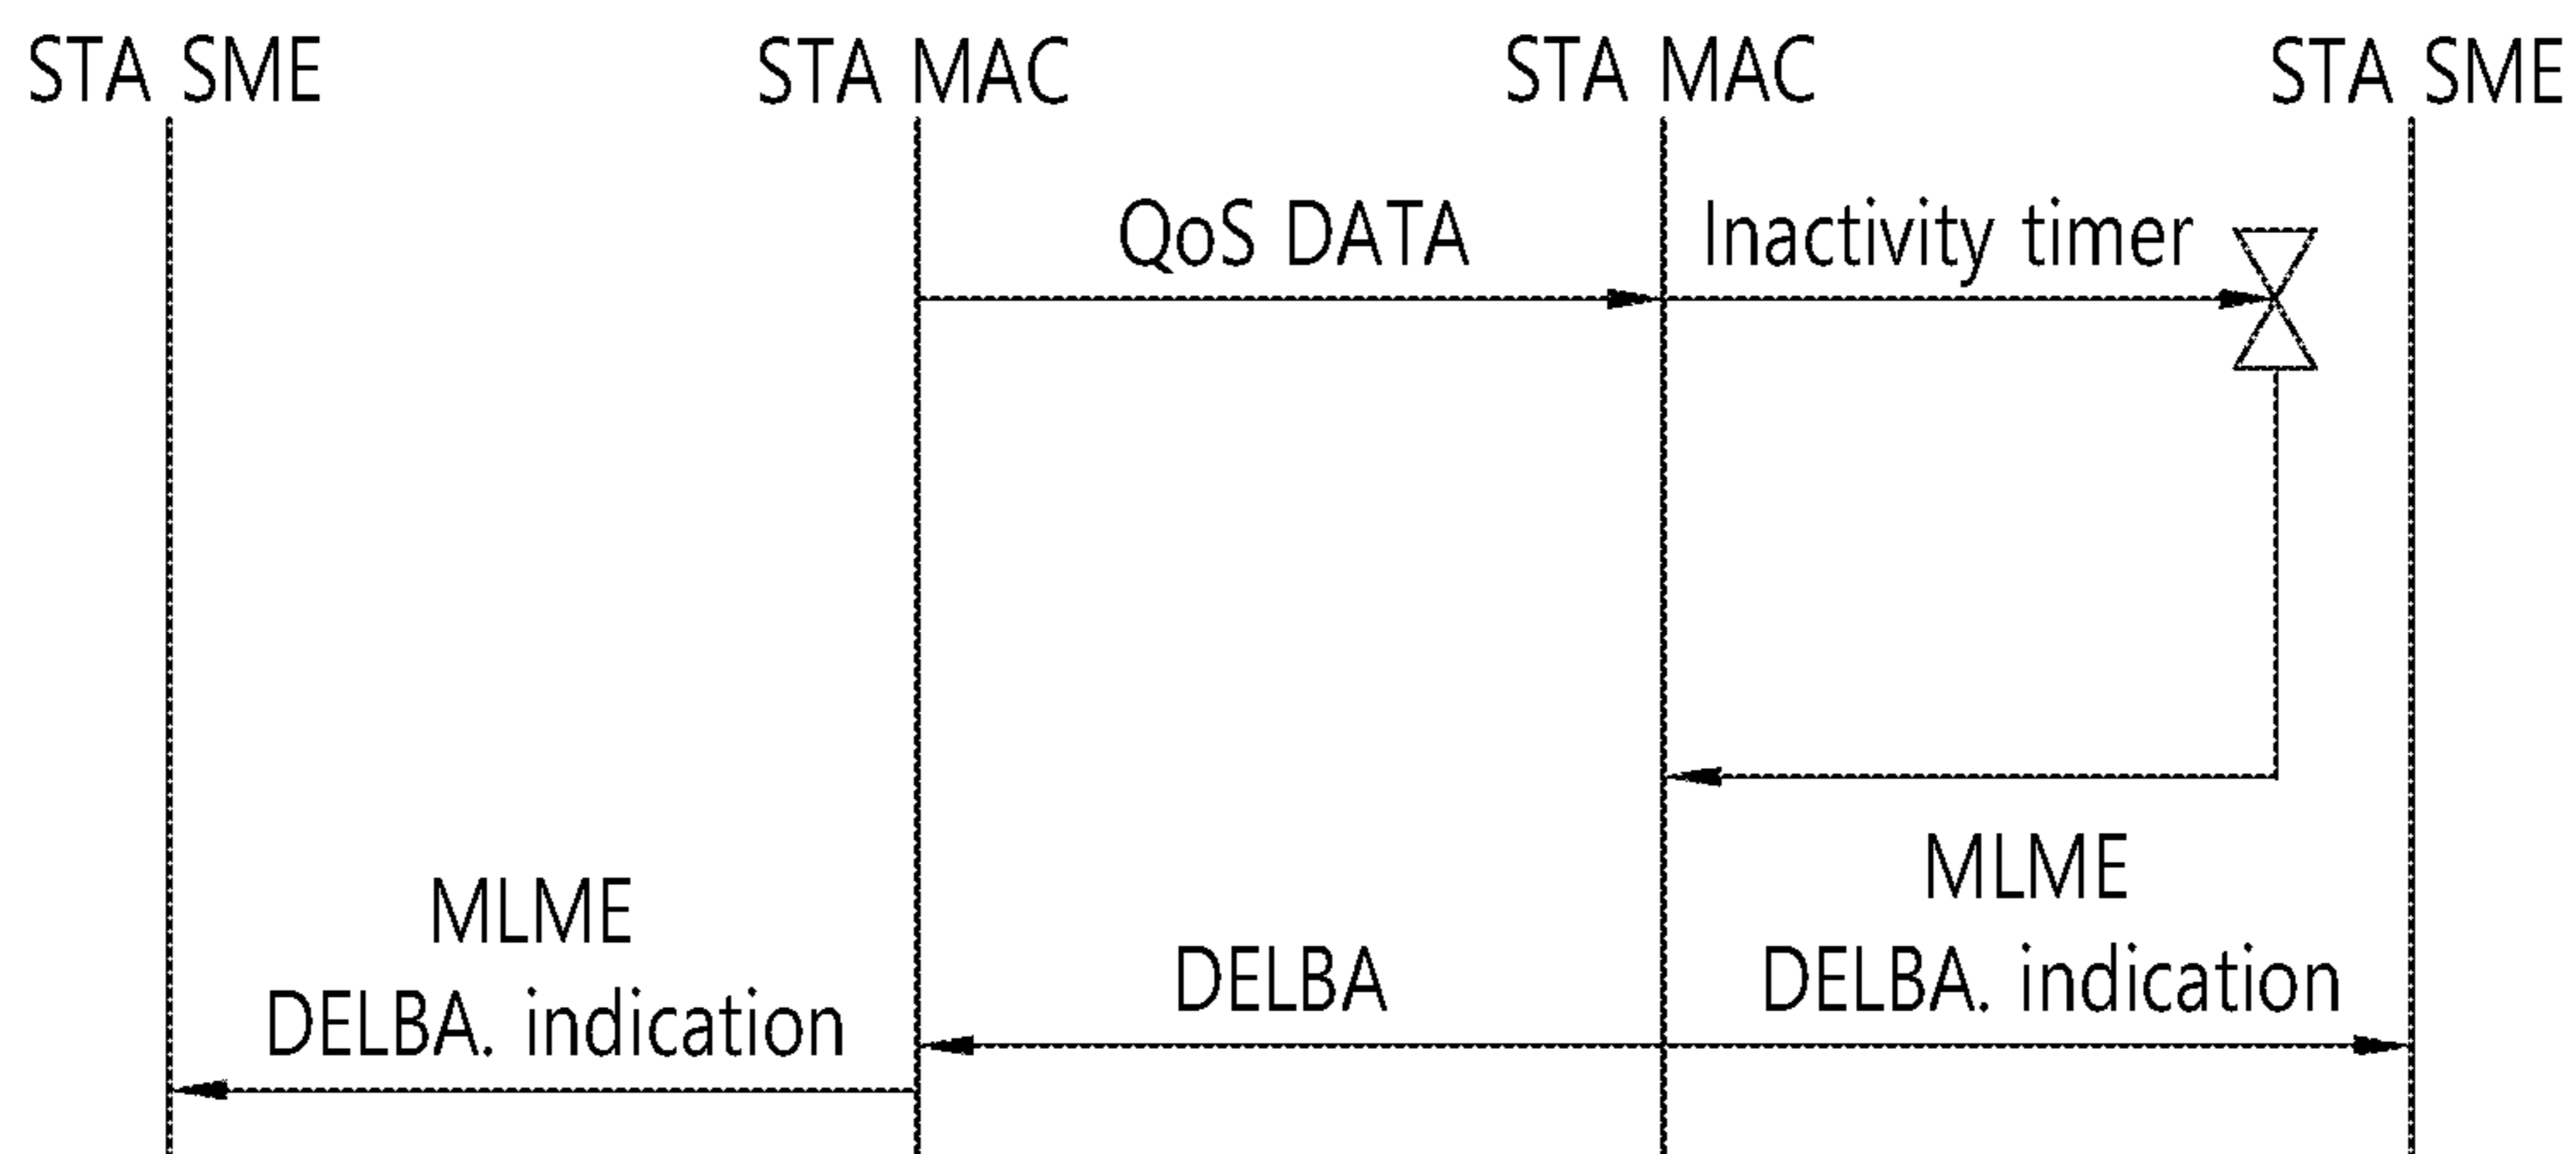 STA SME
STA MAC
STA MAC
STA SME
QoS DATA
Inactivity timer
MLME
DELBA. indication
DELBA
MLME
DELBA. indication